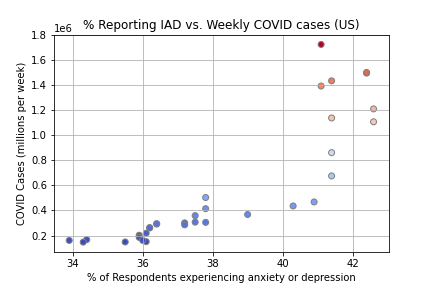 % Reporting IAD vs. Weekly COVID cases (US)
1e6
1.8
1.6
1.4
1.2
1.0
0.8
0.6
0.4
0.2
COVID Cases (millions per week)
34 36 38 40 42
% of Respondents experiencing anxiety or depression